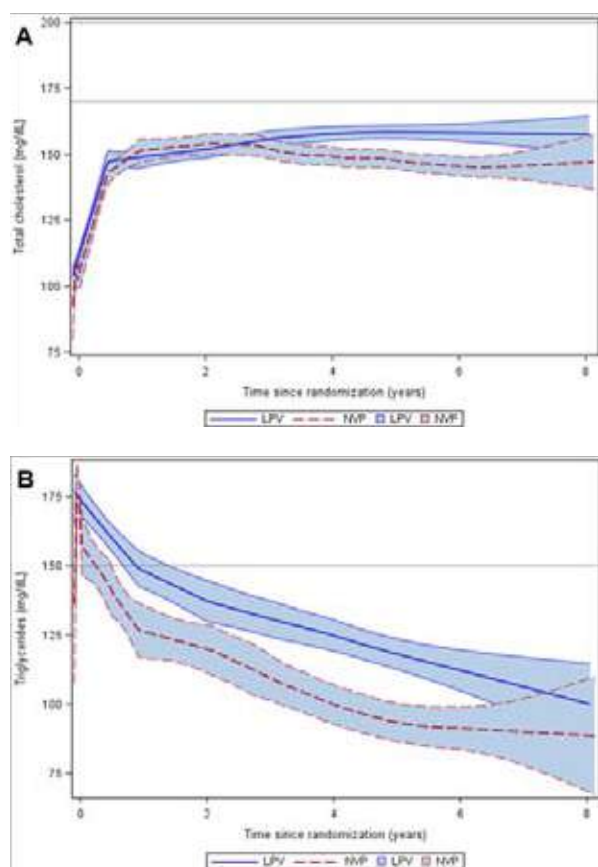 A
200
175
150
125
100
75
Total cholesterol [mg/dL]
0 2 4 6 8
Time since randomization (years)
LPV NVP LPV NVP
B
175
150
125
100
75
Triglycerides [mg/dL]
0 2 4 6 8
Time since randomization (years)
LPV NVP LPV NVP